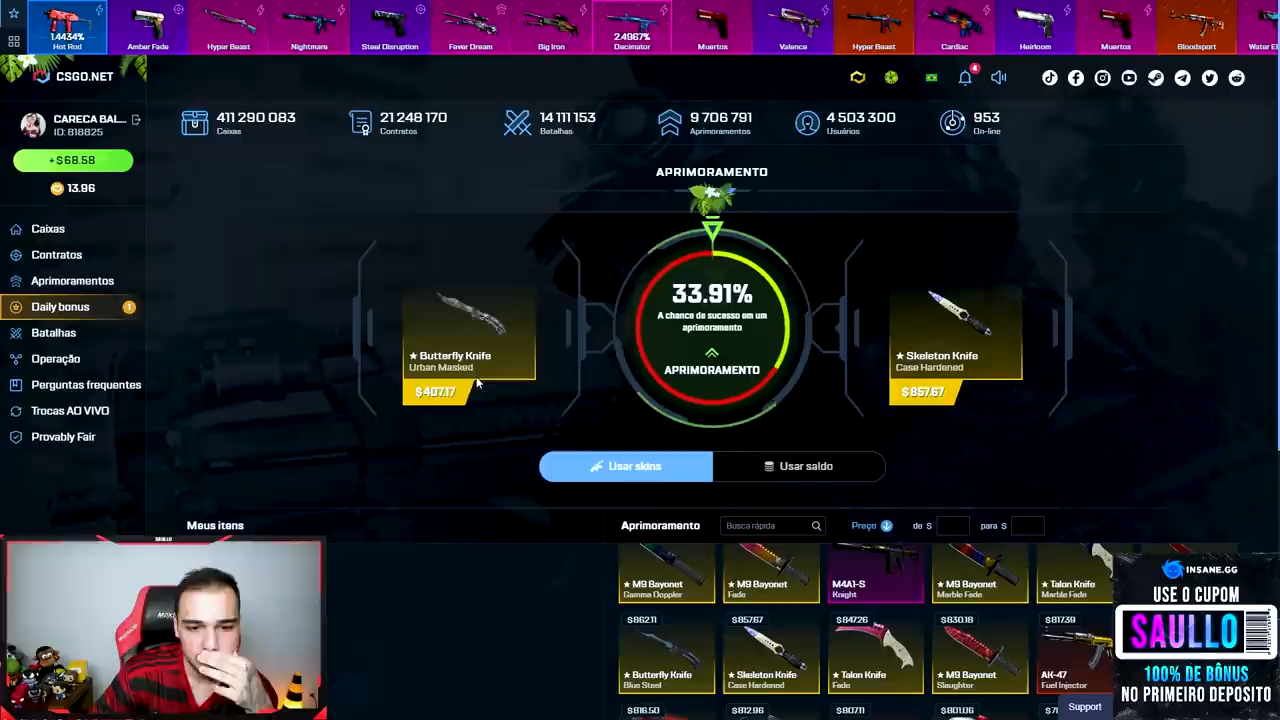 1.4434%
Hot Rod
Amber Fade
Hyper Beast
Nightmare
Steel Disruption
Fever Dream
Big Iron
2.4967%
Decimator
Muertos
Valence
Hyper Beast
Cardiac
Heirloom
Muertos
Bloodsport
CSGO.NET
4
CARECA BAL...
ID: 818825
+$68.58
13.96
411 290 083
Caixas
21 248 170
Contratos
14 111 153
Batalhas
9 706 791
Aprimoramentos
4 503 300
Usuários
953
On-line
Caixas
Contratos
Aprimoramentos
Daily bonus 1
Batalhas
Operação
Perguntas frequentes
Trocas AO VIVO
Provably Fair
APRIMORAMENTO
33.91%
A chance de sucesso em um
aprimoramento
APRIMORAMENTO
★ Butterfly Knife
Urban Masked
$407.17
★ Skeleton Knife
Case Hardened
$857.67
Usar skins
Usar saldo
Meus itens
Aprimoramento
Busca rápida
Preço
de $
para $
★ M9 Bayonet
Gamma Doppler
★ M9 Bayonet
Fade
M4A1-S
Knight
★ M9 Bayonet
Marble Fade
★ Talon Knife
Marble Fade
$862.11
★ Butterfly Knife
Blue Steel
$857.67
★ Skeleton Knife
Case Hardened
$847.26
★ Talon Knife
Fade
$830.18
★ M9 Bayonet
Slaughter
$817.39
AK-47
Fuel Injector
$816.50
$812.96
$807.11
$801.06
SAULLO
INSANE.GG
USE O CUPOM
SAULLO
100% DE BÔNUS
NO PRIMEIRO DEPOSITO
Support